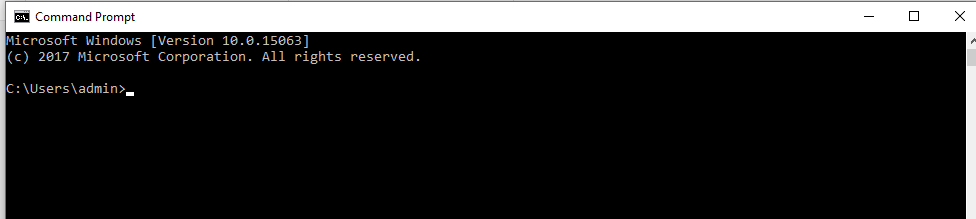 Command Prompt
Microsoft Windows [Version 10.0.15063]
(c) 2017 Microsoft Corporation. All rights reserved.
C:\Users\admin>